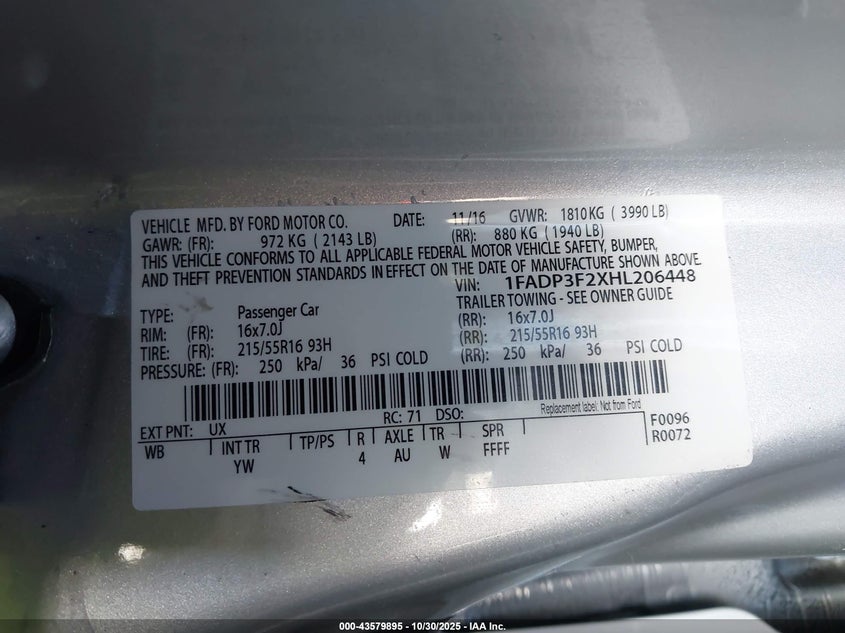 VEHICLE MFD. BY FORD MOTOR CO. DATE: 11/16 GVWR: 1810 KG ( 3990 LB)
GAWR: (FR): 972 KG ( 2143 LB) (RR): 880 KG ( 1940 LB)
THIS VEHICLE CONFORMS TO ALL APPLICABLE FEDERAL MOTOR VEHICLE SAFETY, BUMPER,
AND THEFT PREVENTION STANDARDS IN EFFECT ON THE DATE OF MANUFACTURE SHOWN ABOVE.
VIN: 1FADP3F2XHL206448
TYPE: Passenger Car TRAILER TOWING - SEE OWNER GUIDE
RIM: (FR): 16x7.0J (RR): 16x7.0J
TIRE: (FR): 215/55R16 93H (RR): 215/55R16 93H
PRESSURE: (FR): 250 kPa/ 36 PSI COLD (RR): 250 kPa/ 36 PSI COLD
Replacement label: Not from Ford
EXT PNT: UX RC: 71 DSO: F0096
WB INT TR TP/PS R AXLE TR SPR R0072
YW 4 AU W FFFF
000-43579895 - 10/30/2025 - IAA Inc.